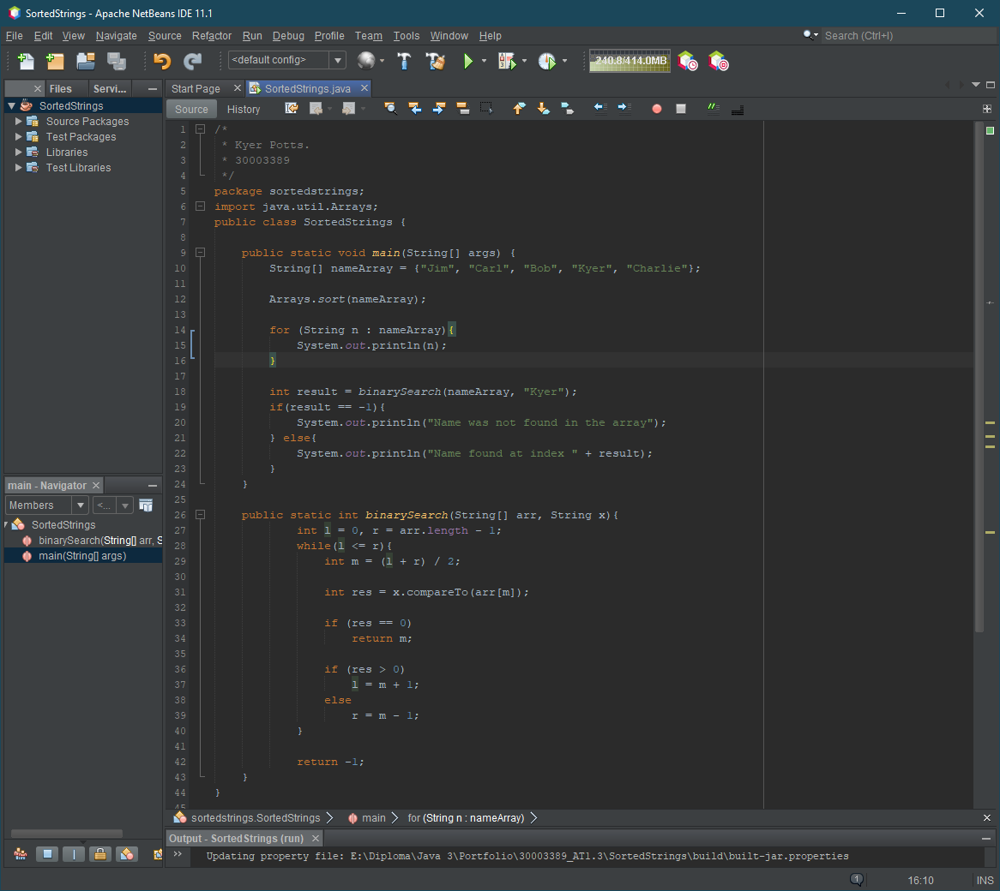 SortedStrings - Apache NetBeans IDE 11.1
File Edit View Navigate Source Refactor Run Debug Profile Team Tools Window Help
Search (Ctrl+I)
<default config>
240.8/414.0MB
Files Servi...
Start Page SortedStrings.java
SortedStrings
Source Packages
Test Packages
Libraries
Test Libraries
Source History
1 /*
2 * Kyer Potts.
3 * 30003389
4 */
5 package sortedstrings;
6 import java.util.Arrays;
7 public class SortedStrings {
8
9 public static void main(String[] args) {
10 String[] nameArray = {"Jim", "Carl", "Bob", "Kyer", "Charlie"};
11
12 Arrays.sort(nameArray);
13
14 for (String n : nameArray){
15 System.out.println(n);
16 }
17
18 int result = binarySearch(nameArray, "Kyer");
19 if(result == -1){
20 System.out.println("Name was not found in the array");
21 } else{
22 System.out.println("Name found at index " + result);
23 }
24 }
25
26 public static int binarySearch(String[] arr, String x){
27 int l = 0, r = arr.length - 1;
28 while(l <= r){
29 int m = (l + r) / 2;
30
31 int res = x.compareTo(arr[m]);
32
33 if (res == 0)
34 return m;
35
36 if (res > 0)
37 l = m + 1;
38 else
39 r = m - 1;
40 }
41
42 return -1;
43 }
44 }
45
main - Navigator
Members <...
SortedStrings
binarySearch(String[] arr, S
main(String[] args)
sortedstrings.SortedStrings main for (String n : nameArray)
Output - SortedStrings (run)
Updating property file: E:\Diploma\Java 3\Portfolio\30003389_AT1.3\SortedStrings\build\built-jar.properties
1 16:10 INS